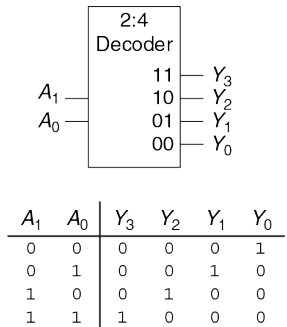 2:4
Decoder
11 Y₃
A₁ 10 Y₂
A₀ 01 Y₁
00 Y₀
A₁ A₀ Y₃ Y₂ Y₁ Y₀
0 0 0 0 0 1
0 1 0 0 1 0
1 0 0 1 0 0
1 1 1 0 0 0